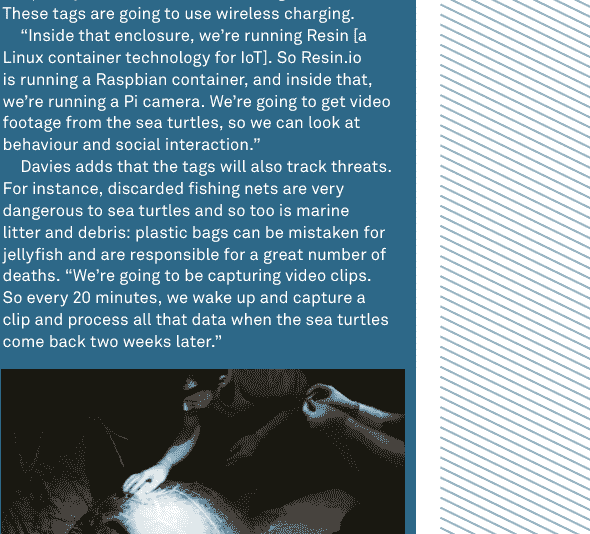 These tags are going to use wireless charging.
“Inside that enclosure, we’re running Resin [a
Linux container technology for IoT]. So Resin.io
is running a Raspbian container, and inside that,
we’re running a Pi camera. We’re going to get video
footage from the sea turtles, so we can look at
behaviour and social interaction.”
Davies adds that the tags will also track threats.
For instance, discarded fishing nets are very
dangerous to sea turtles and so too is marine
litter and debris: plastic bags can be mistaken for
jellyfish and are responsible for a great number of
deaths. “We’re going to be capturing video clips.
So every 20 minutes, we wake up and capture a
clip and process all that data when the sea turtles
come back two weeks later.”